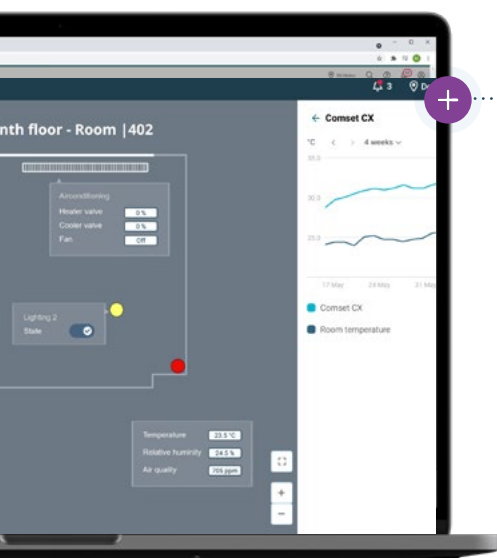 3
nth floor - Room |402
Airconditioning
Heater valve 0 %
Cooler valve 0 %
Fan Off
Lighting 2
State
Temperature 23.5 °C
Relative huminity 24.5 %
Air quality 705 ppm
Comset CX
°C < > 4 weeks
35.0
30.0
25.0
17 May 24 May 31 May
Comset CX
Room temperature